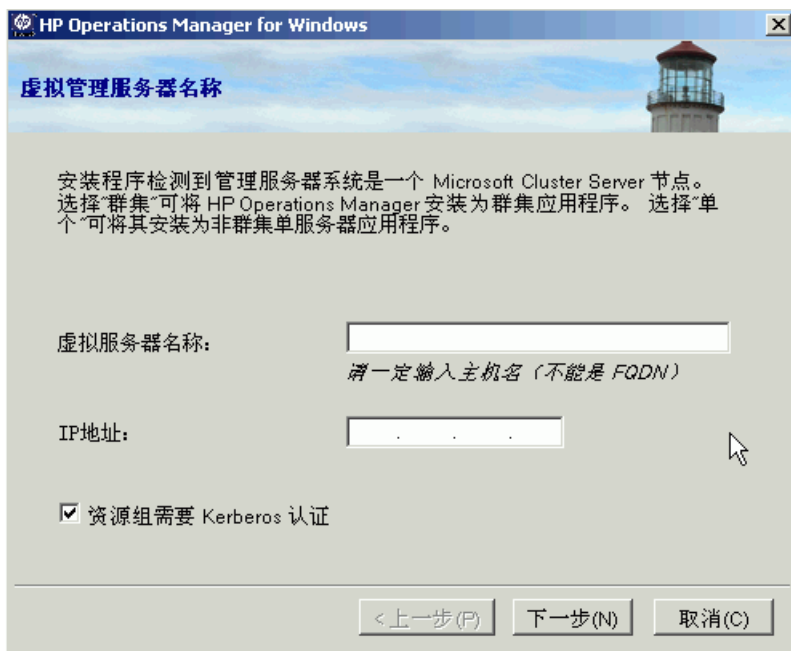 HP Operations Manager for Windows
虚拟管理服务器名称
安装程序检测到管理服务器系统是一个 Microsoft Cluster Server 节点。
选择"群集"可将 HP Operations Manager 安装为群集应用程序。 选择"单
个"可将其安装为非群集单服务器应用程序。
虚拟服务器名称:
请一定输入主机名（不能是 FQDN）
IP地址:
资源组需要 Kerberos 认证
<上一步(P) 下一步(N) 取消(C)